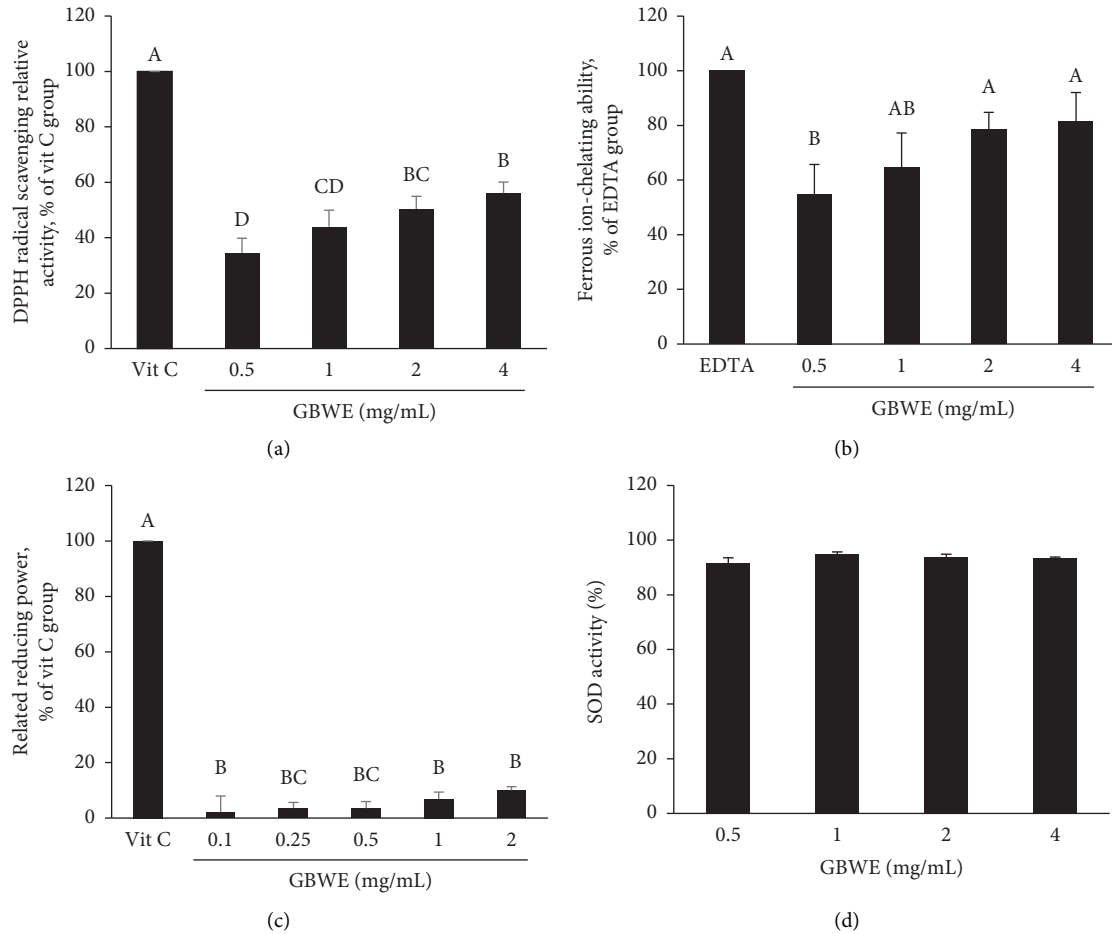 DPPH radical scavenging relative
activity, % of vit C group
120
100
80
60
40
20
0
A
D
CD
BC
B
Vit C
0.5
1
2
4
GBWE (mg/mL)
(a)
Ferrous ion-chelating ability,
% of EDTA group
120
100
80
60
40
20
0
A
B
AB
A
A
EDTA
0.5
1
2
4
GBWE (mg/mL)
(b)
Related reducing power,
% of vit C group
120
100
80
60
40
20
0
A
B
BC
BC
B
B
Vit C
0.1
0.25
0.5
1
2
GBWE (mg/mL)
(c)
SOD activity (%)
120
100
80
60
40
20
0
0.5
1
2
4
GBWE (mg/mL)
(d)